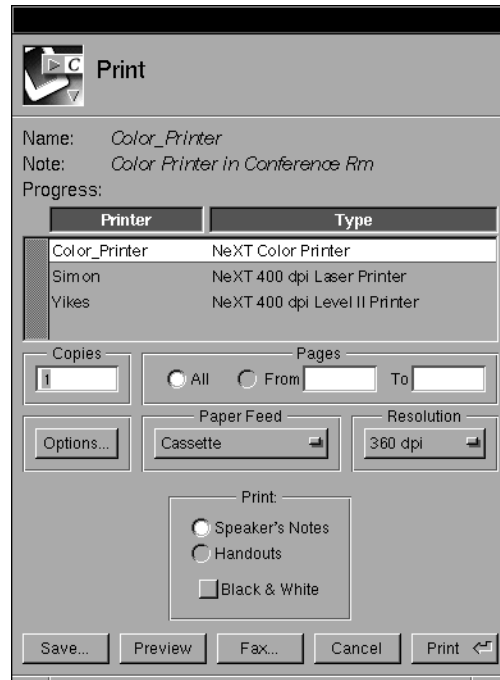 C
Print
Name: Color_Printer
Note: Color Printer in Conference Rm
Progress:
Printer Type
Color_Printer NeXT Color Printer
Simon NeXT 400 dpi Laser Printer
Yikes NeXT 400 dpi Level II Printer
Copies Pages
1 All From To
Paper Feed Resolution
Options... Cassette 360 dpi
Print:
Speaker's Notes
Handouts
Black & White
Save... Preview Fax... Cancel Print